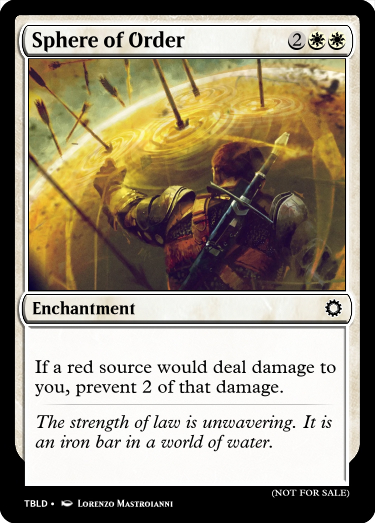 Sphere of Order 2
Enchantment
If a red source would deal damage to
you, prevent 2 of that damage.
The strength of law is unwavering. It is
an iron bar in a world of water.
(NOT FOR SALE)
TBLD • Lorenzo Mastroianni